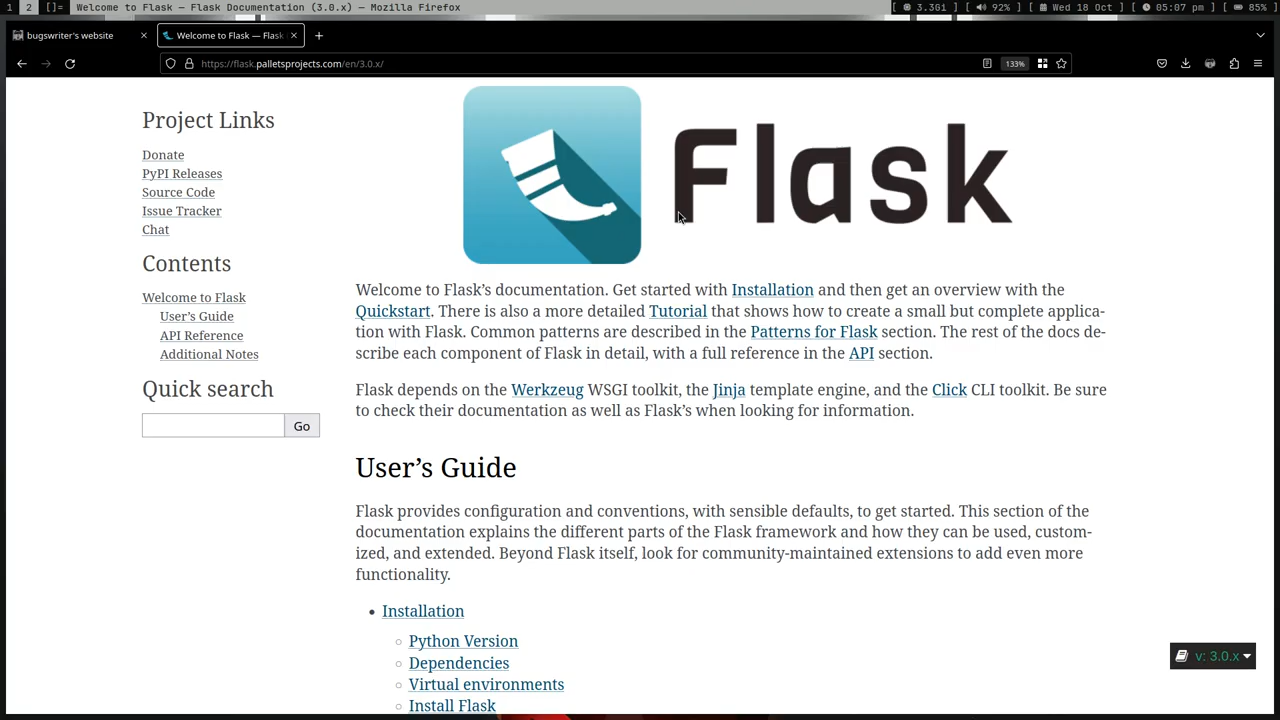 1 2 []= Welcome to Flask — Flask Documentation (3.0.x) — Mozilla Firefox [ 3.3Gi ] [ 92% ] [ Wed 18 Oct ] [ 05:07 pm ] [ 85% ]
bugswriter's website Welcome to Flask — Flask
https://flask.palletsprojects.com/en/3.0.x/ 133%
Project Links
Donate
PyPI Releases
Source Code
Issue Tracker
Chat
Contents
Welcome to Flask
User's Guide
API Reference
Additional Notes
Quick search
Go
Flask
Welcome to Flask's documentation. Get started with Installation and then get an overview with the
Quickstart. There is also a more detailed Tutorial that shows how to create a small but complete applica-
tion with Flask. Common patterns are described in the Patterns for Flask section. The rest of the docs de-
scribe each component of Flask in detail, with a full reference in the API section.
Flask depends on the Werkzeug WSGI toolkit, the Jinja template engine, and the Click CLI toolkit. Be sure
to check their documentation as well as Flask's when looking for information.
User's Guide
Flask provides configuration and conventions, with sensible defaults, to get started. This section of the
documentation explains the different parts of the Flask framework and how they can be used, custom-
ized, and extended. Beyond Flask itself, look for community-maintained extensions to add even more
functionality.
• Installation
◦ Python Version
◦ Dependencies
◦ Virtual environments
◦ Install Flask
v: 3.0.x